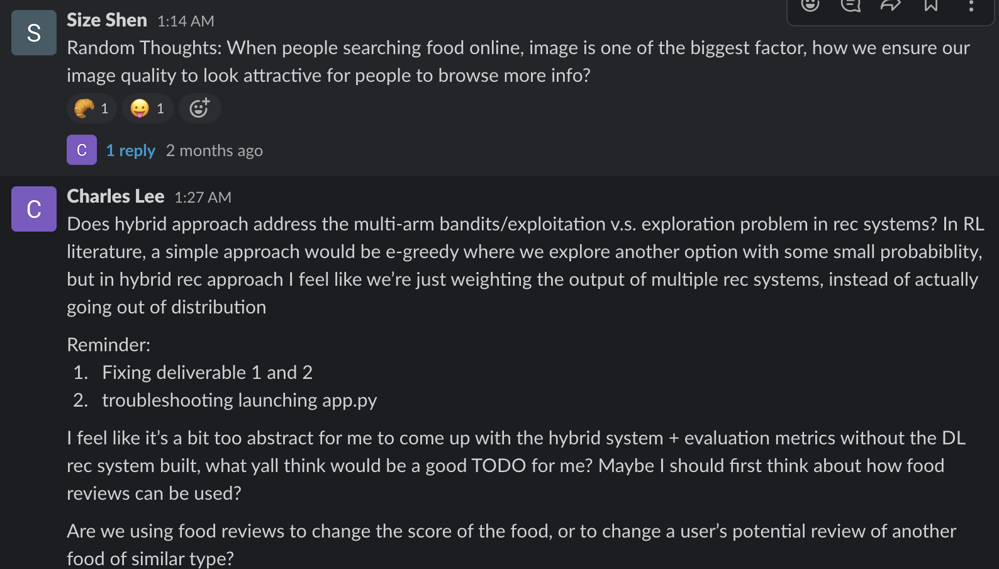 S
Size Shen 1:14 AM
Random Thoughts: When people searching food online, image is one of the biggest factor, how we ensure our
image quality to look attractive for people to browse more info?
1 1
C 1 reply 2 months ago
C
Charles Lee 1:27 AM
Does hybrid approach address the multi-arm bandits/exploitation v.s. exploration problem in rec systems? In RL
literature, a simple approach would be e-greedy where we explore another option with some small probabiblity,
but in hybrid rec approach I feel like we’re just weighting the output of multiple rec systems, instead of actually
going out of distribution
Reminder:
1. Fixing deliverable 1 and 2
2. troubleshooting launching app.py
I feel like it’s a bit too abstract for me to come up with the hybrid system + evaluation metrics without the DL
rec system built, what yall think would be a good TODO for me? Maybe I should first think about how food
reviews can be used?
Are we using food reviews to change the score of the food, or to change a user’s potential review of another
food of similar type?